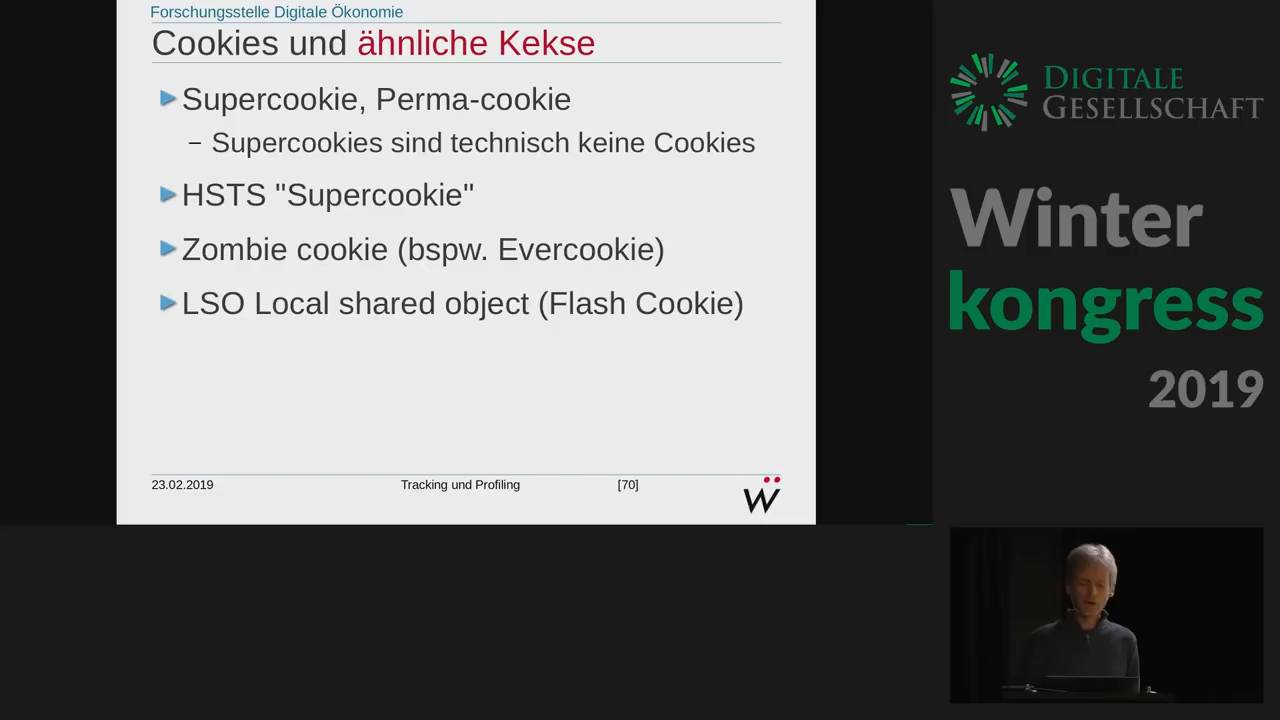 Forschungsstelle Digitale Ökonomie
Cookies und ähnliche Kekse
Supercookie, Perma-cookie
– Supercookies sind technisch keine Cookies
HSTS "Supercookie"
Zombie cookie (bspw. Evercookie)
LSO Local shared object (Flash Cookie)
23.02.2019 Tracking und Profiling [70]
Ẅ
DIGITALE
GESELLSCHAFT
Winter
kongress
2019